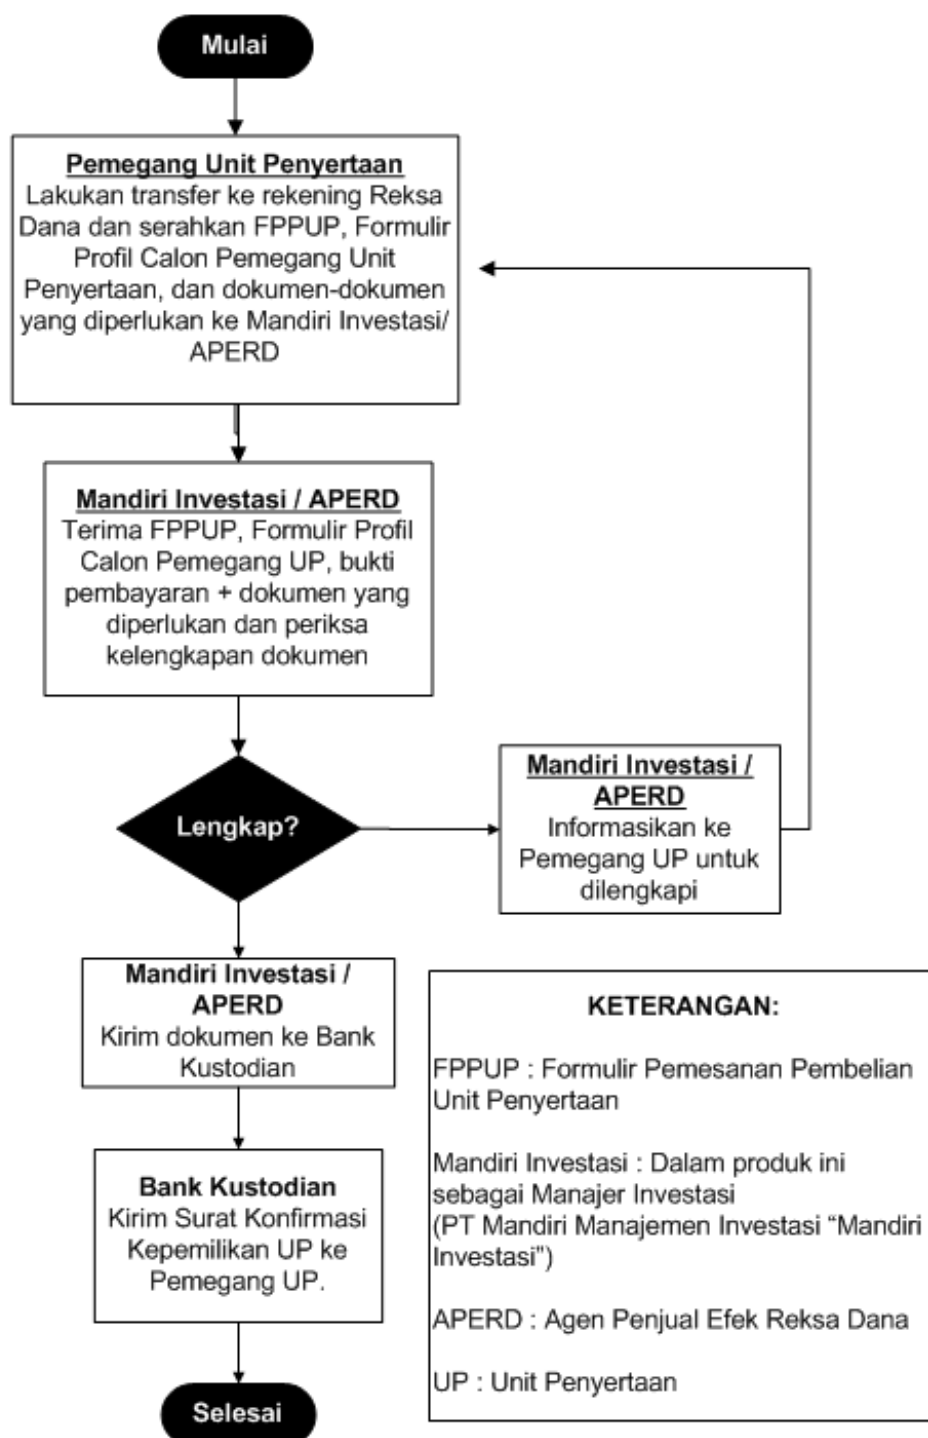 Mulai
Pemegang Unit Penyertaan
Lakukan transfer ke rekening Reksa
Dana dan serahkan FPPUP, Formulir
Profil Calon Pemegang Unit
Penyertaan, dan dokumen-dokumen
yang diperlukan ke Mandiri Investasi/
APERD
Mandiri Investasi / APERD
Terima FPPUP, Formulir Profil
Calon Pemegang UP, bukti
pembayaran + dokumen yang
diperlukan dan periksa
kelengkapan dokumen
Lengkap?
Mandiri Investasi /
APERD
Informasikan ke
Pemegang UP untuk
dilengkapi
Mandiri Investasi /
APERD
Kirim dokumen ke Bank
Kustodian
Bank Kustodian
Kirim Surat Konfirmasi
Kepemilikan UP ke
Pemegang UP.
Selesai
KETERANGAN:
FPPUP : Formulir Pemesanan Pembelian
Unit Penyertaan
Mandiri Investasi : Dalam produk ini
sebagai Manajer Investasi
(PT Mandiri Manajemen Investasi “Mandiri
Investasi”)
APERD : Agen Penjual Efek Reksa Dana
UP : Unit Penyertaan